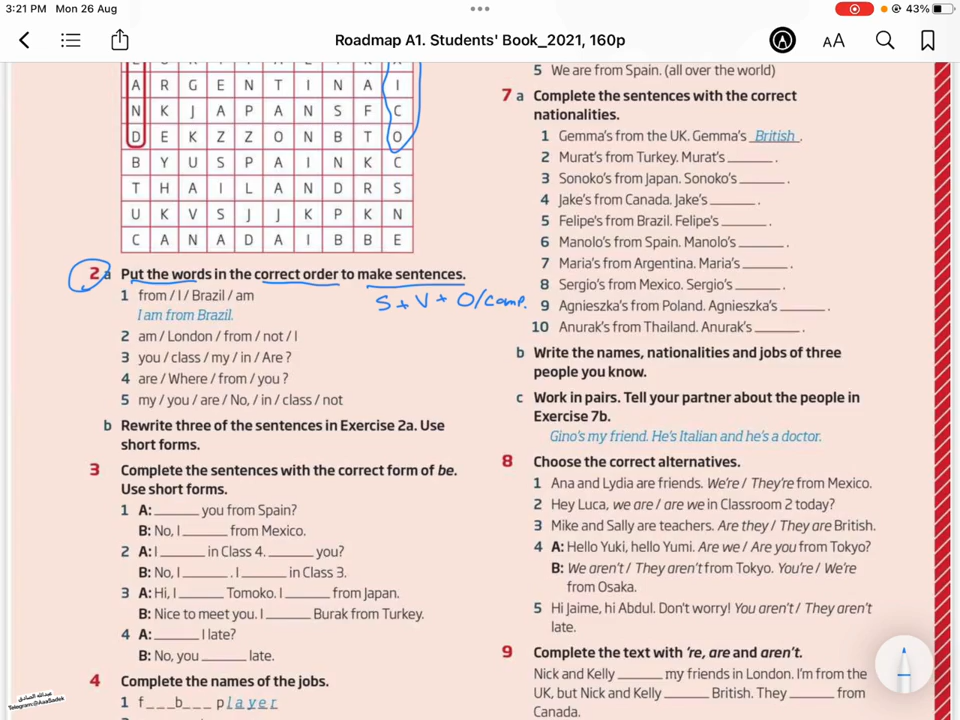 3:21 PM Mon 26 Aug
43%
Roadmap A1. Students' Book_2021, 160p
AA
A R G E N T I N A I
N K J A P A N S F C
D E K Z Z O N B T O
B Y U S P A I N K C
T H A I L A N D R S
U K V S J J K P K N
C A N A D A I B B E
2 a Put the words in the correct order to make sentences.
S + V + O/comp.
1 from / I / Brazil / am
I am from Brazil.
2 am / London / from / not / I
3 you / class / my / in / Are ?
4 are / Where / from / you ?
5 my / you / are / No, / in / class / not
b Rewrite three of the sentences in Exercise 2a. Use
short forms.
3 Complete the sentences with the correct form of be.
Use short forms.
1 A: ______ you from Spain?
B: No, I ______ from Mexico.
2 A: I ______ in Class 4. ______ you?
B: No, I ______ . I ______ in Class 3.
3 A: Hi, I ______ Tomoko. I ______ from Japan.
B: Nice to meet you. I ______ Burak from Turkey.
4 A: ______ I late?
B: No, you ______ late.
4 Complete the names of the jobs.
1 f _ _ _ b _ _ _ p l a y e r
5 We are from Spain. (all over the world)
7 a Complete the sentences with the correct
nationalities.
1 Gemma's from the UK. Gemma's British .
2 Murat's from Turkey. Murat's ______ .
3 Sonoko's from Japan. Sonoko's ______ .
4 Jake's from Canada. Jake's ______ .
5 Felipe's from Brazil. Felipe's ______ .
6 Manolo's from Spain. Manolo's ______ .
7 Maria's from Argentina. Maria's ______ .
8 Sergio's from Mexico. Sergio's ______ .
9 Agnieszka's from Poland. Agnieszka's ______ .
10 Anurak's from Thailand. Anurak's ______ .
b Write the names, nationalities and jobs of three
people you know.
c Work in pairs. Tell your partner about the people in
Exercise 7b.
Gino's my friend. He's Italian and he's a doctor.
8 Choose the correct alternatives.
1 Ana and Lydia are friends. We're / They're from Mexico.
2 Hey Luca, we are / are we in Classroom 2 today?
3 Mike and Sally are teachers. Are they / They are British.
4 A: Hello Yuki, hello Yumi. Are we / Are you from Tokyo?
B: We aren't / They aren't from Tokyo. You're / We're
from Osaka.
5 Hi Jaime, hi Abdul. Don't worry! You aren't / They aren't
late.
9 Complete the text with 're, are and aren't.
Nick and Kelly ______ my friends in London. I'm from the
UK, but Nick and Kelly ______ British. They ______ from
Canada.
عبدالله الصادق
Telegram:@AaaSadek